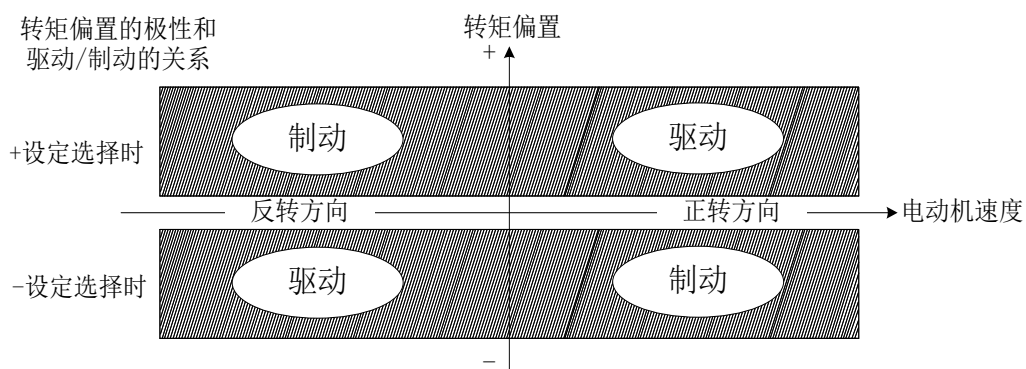 转矩偏置的极性和
驱动/制动的关系
转矩偏置
+
制动
驱动
+设定选择时
反转方向
正转方向
电动机速度
驱动
制动
-设定选择时
-